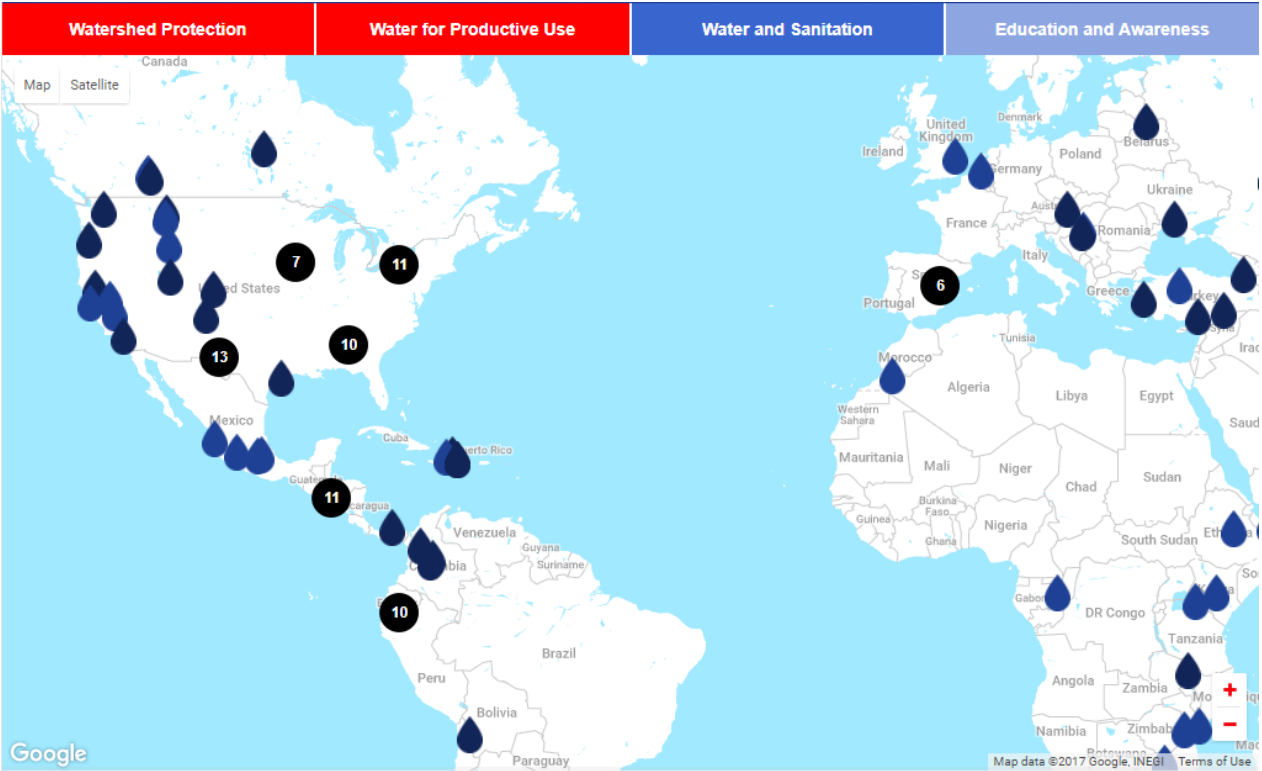 Watershed Protection
Water for Productive Use
Water and Sanitation
Education and Awareness
Canada
Map
Satellite
United
Kingdom
Denmark
Ireland
Belarus
Poland
Germany
Ukraine
France
Romania
Italy
7
11
States
6
Portugal
Greece
10
13
Tunisia
Morocco
Algeria
Libya
Egypt
Western
Sahara
Mexico
Cuba
Mauritania
Mali
Niger
Chad
Sudan
11
Burkina
Faso
Guinea
Nigeria
Ghana
Venezuela
Guyana
Suriname
South Sudan
10
Gabon
DR Congo
Tanzania
Brazil
Peru
Angola
Zambia
+
Bolivia
Namibia
−
Paraguay
Google
Map data ©2017 Google, INEGI
Terms of Use